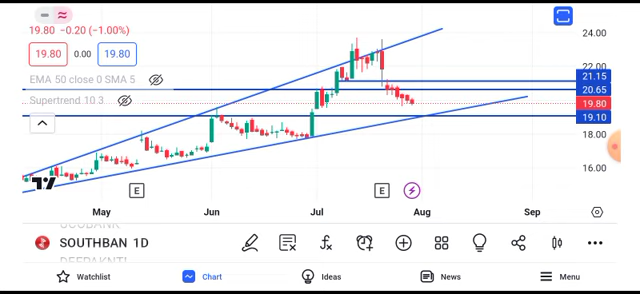 19.80 −0.20 (−1.00%)
24.00
19.80 0.00 19.80
22.00
EMA 50 close 0 SMA 5
21.15
Supertrend 10 3
20.65
19.80
19.10
18.00
16.00
E E
May Jun Jul Aug Sep
UCOBANK
SOUTHBAN 1D
DEEPAKNTI
Watchlist Chart Ideas News Menu